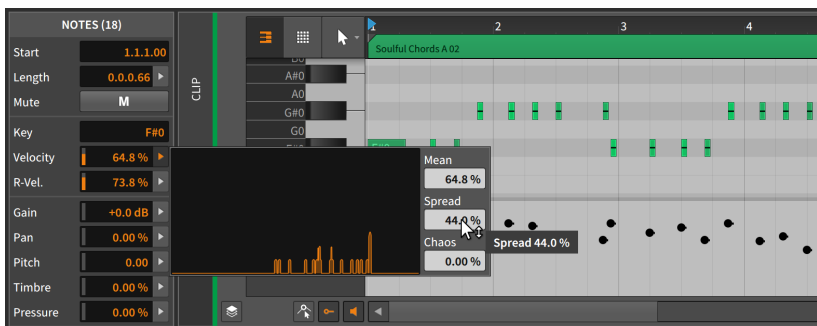 NOTES (18)
Start 1.1.1.00
Length 0.0.0.66
Mute M
Key F#0
Velocity 64.8 %
R-Vel. 73.8 %
Gain +0.0 dB
Pan 0.00 %
Pitch 0.00
Timbre 0.00 %
Pressure 0.00 %
CLIP
1 2 3 4
Soulful Chords A 02
A#0
A0
G#0
G0
Mean
64.8 %
Spread
44.0 %
Spread 44.0 %
Chaos
0.00 %